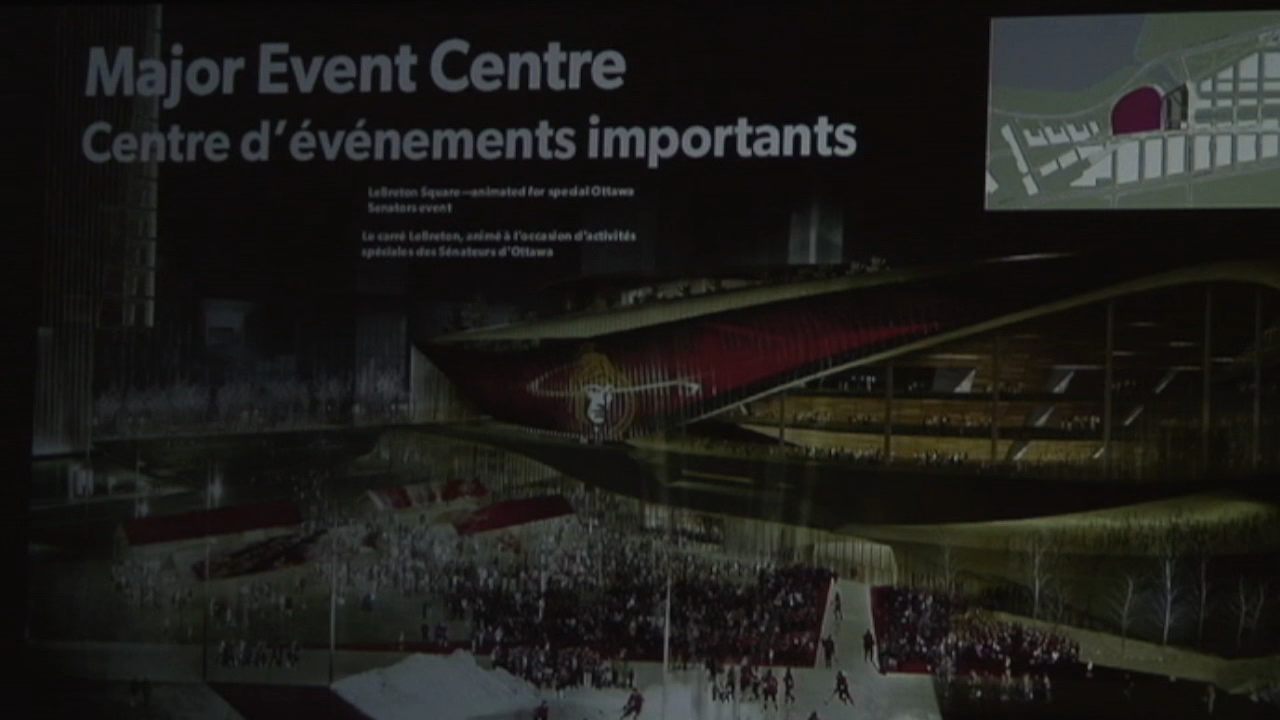 Major Event Centre
Centre d'événements importants
LeBreton Square—animated for special Ottawa
Senators event
Le carré LeBreton, animé à l'occasion d'activités
spéciales des Sénateurs d'Ottawa